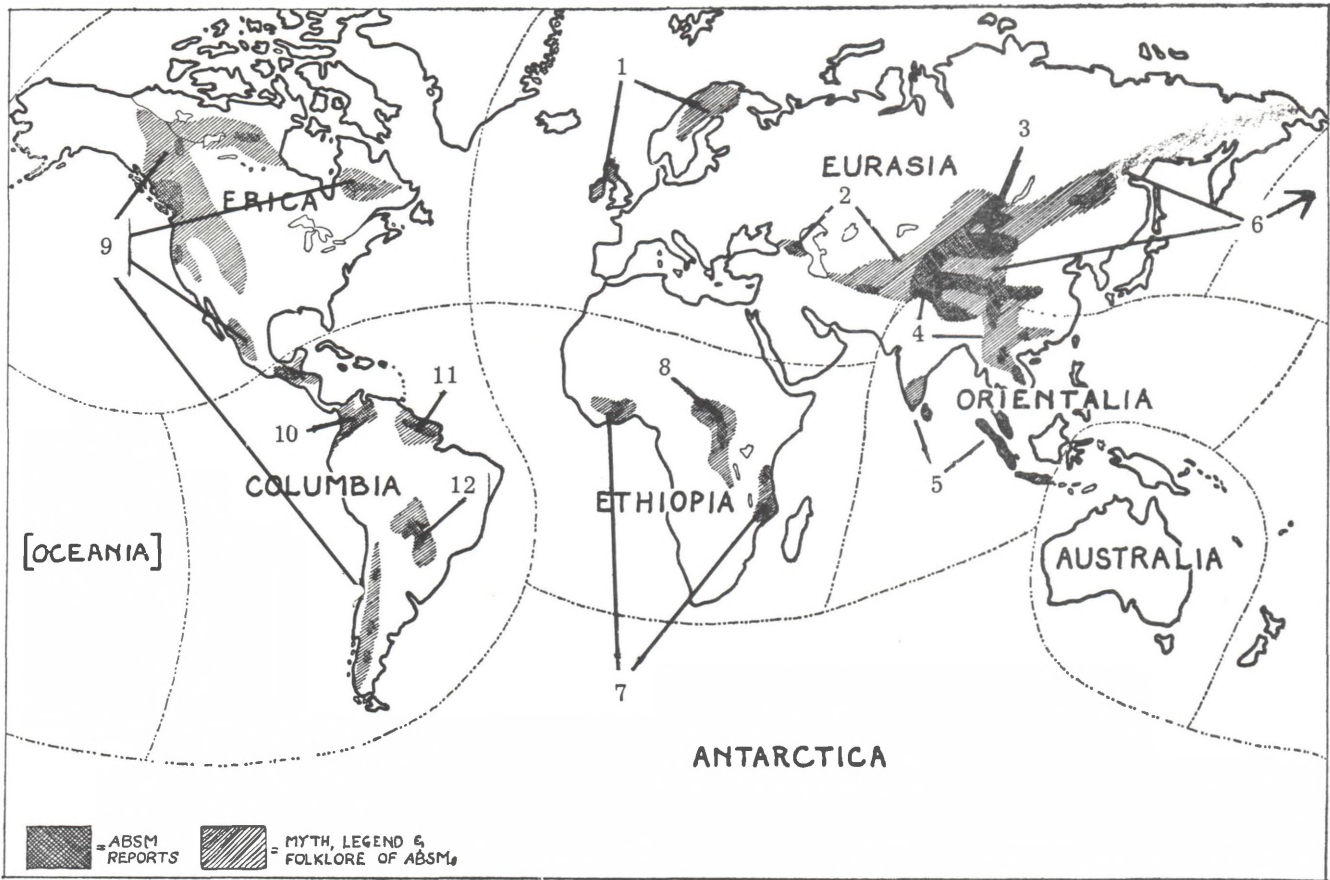 1
3
EURASIA
2
ERICA
6
9
4
8
11
ORIENTALIA
10
COLUMBIA
12
ETHIOPIA
5
[OCEANIA]
AUSTRALIA
7
ANTARCTICA
= ABSM
REPORTS
= MYTH, LEGEND &
FOLKLORE OF ABSMs